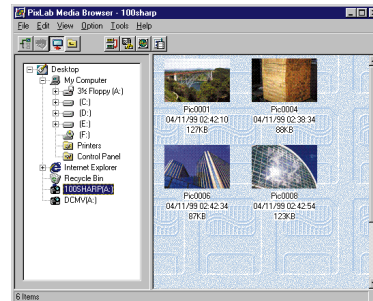 PixLab Media Browser - 100sharp
File Edit View Option Tools Help
Desktop
My Computer
3½ Floppy (A:)
(C:)
(D:)
(E:)
(F:)
Printers
Control Panel
Internet Explorer
Recycle Bin
100SHARP(A:)
DCMV(A:)
Pic0001
04/11/99 02:42:10
127KB
Pic0004
04/11/99 02:38:34
88KB
Pic0006
04/11/99 02:42:34
87KB
Pic0008
04/11/99 02:42:54
123KB
6 Items